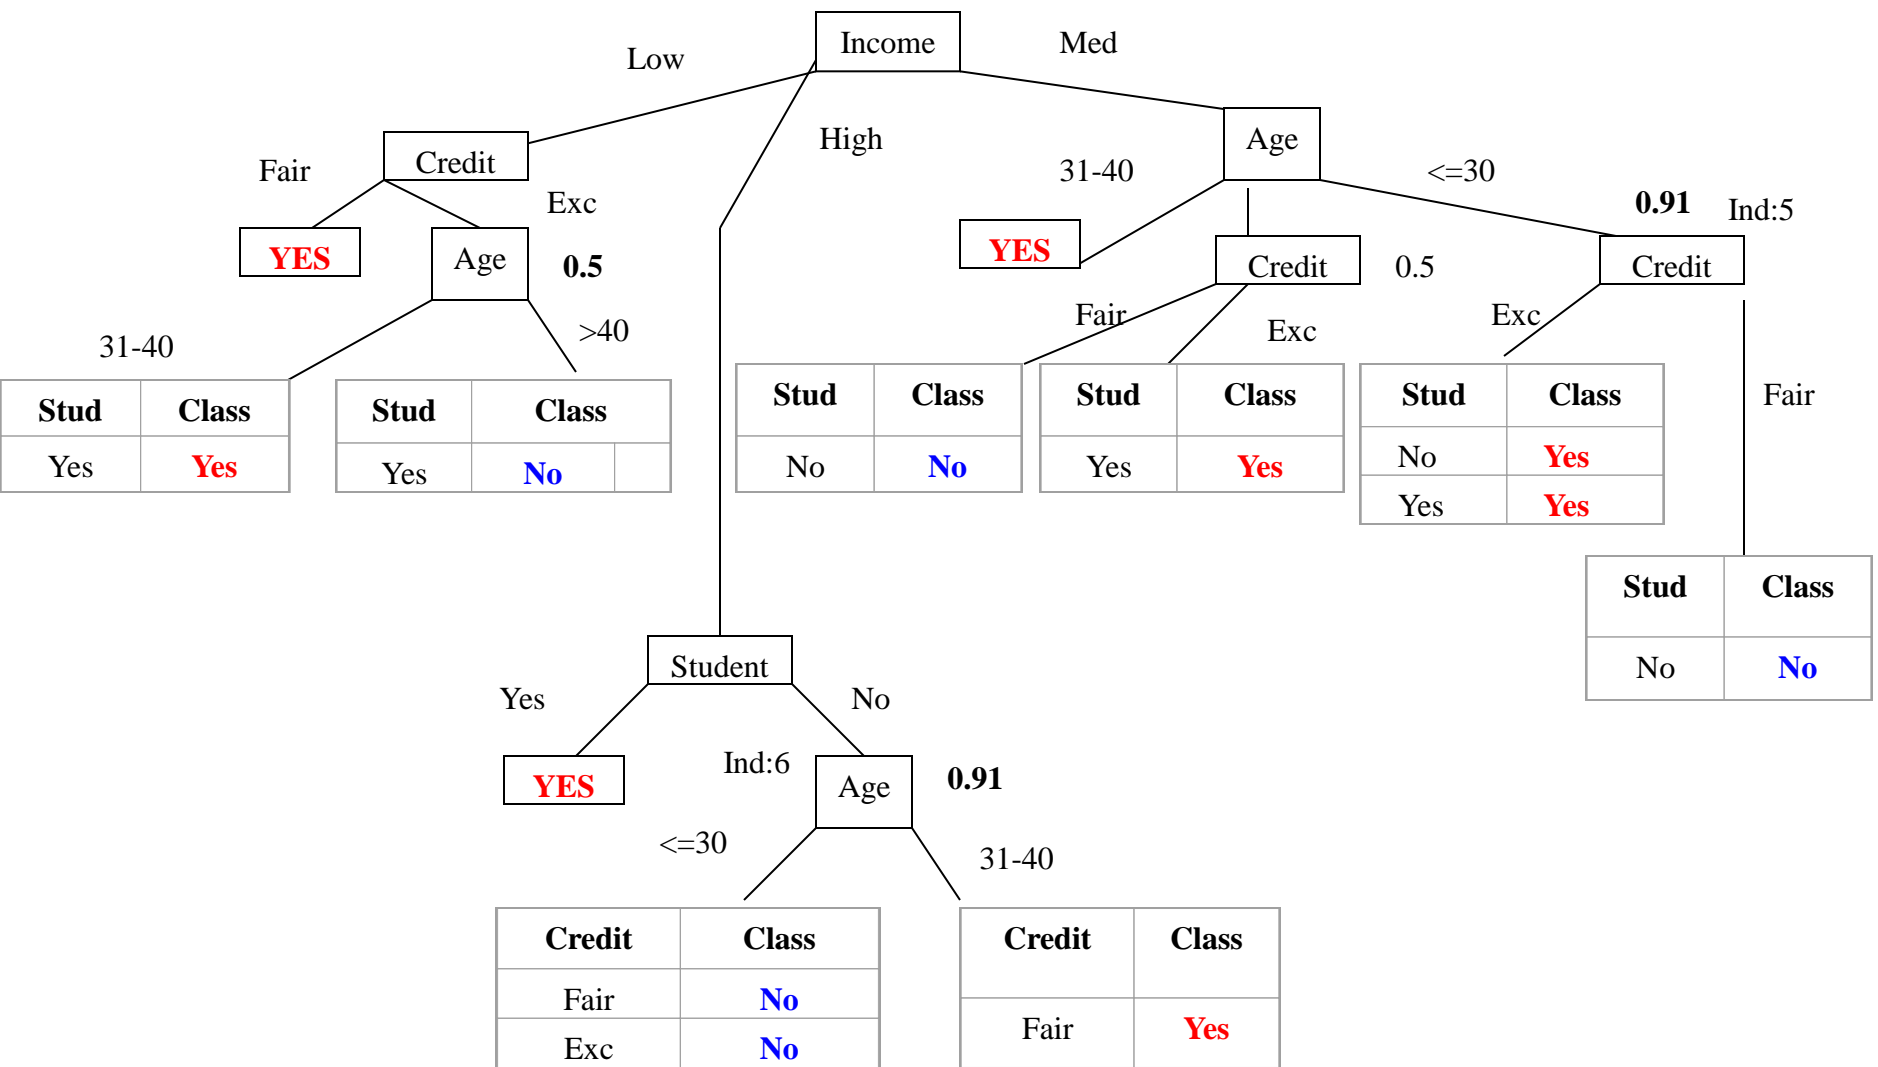 Income
Low
Med
High
Credit
Fair
Exc
Age
31-40
<=30
0.91
Ind:5
YES
Age
0.5
YES
Credit
0.5
Credit
31-40
>40
Fair
Exc
Exc
Fair
Stud Class
Yes Yes
Stud Class
Yes No
Stud Class
No No
Stud Class
Yes Yes
Stud Class
No Yes
Yes Yes
Stud Class
No No
Student
Yes
No
YES
Ind:6
Age
0.91
<=30
31-40
Credit Class
Fair No
Exc No
Credit Class
Fair Yes